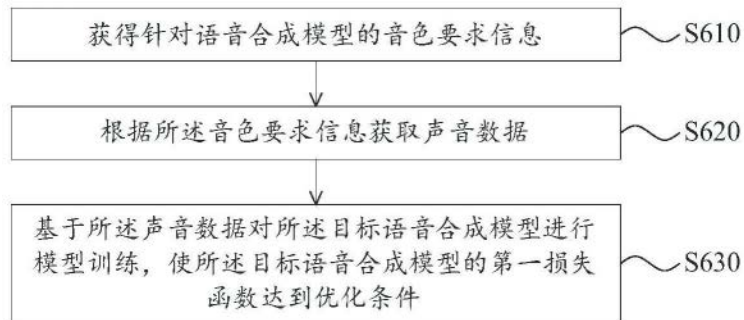 获得针对语音合成模型的音色要求信息
S610
根据所述音色要求信息获取声音数据
S620
基于所述声音数据对所述目标语音合成模型进行
模型训练，使所述目标语音合成模型的第一损失
函数达到优化条件
S630